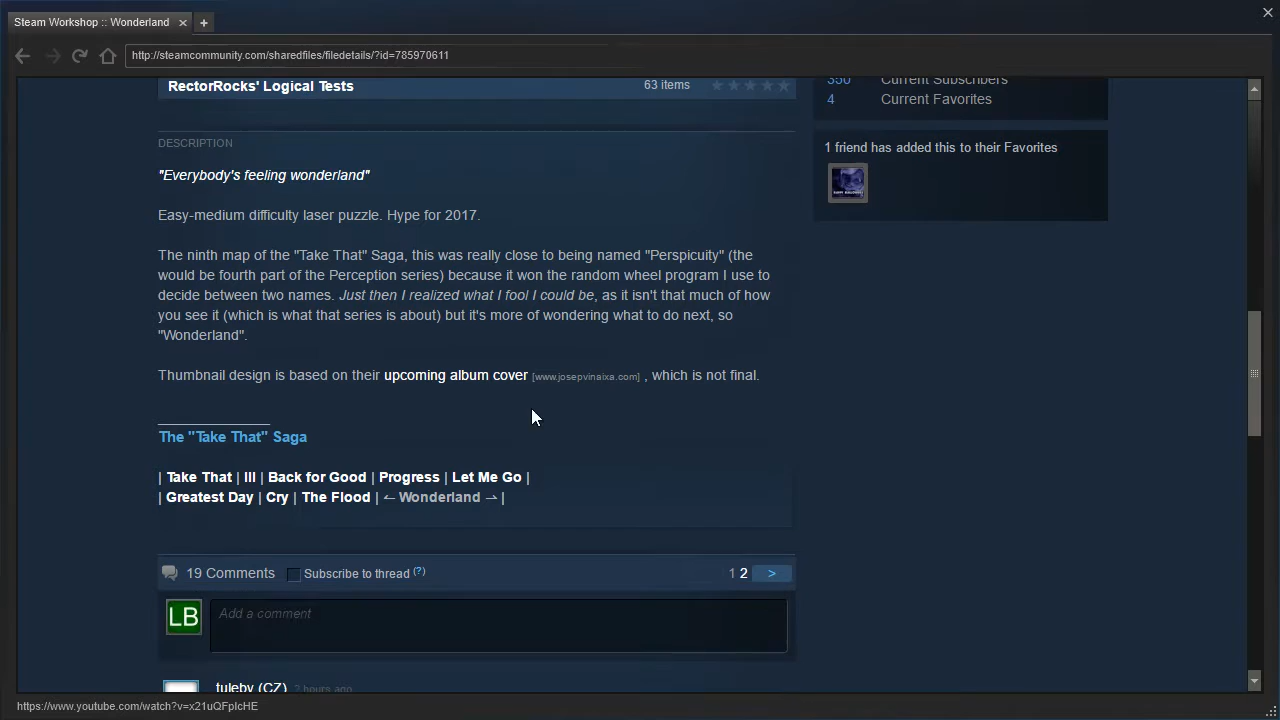 Steam Workshop :: Wonderland × +
http://steamcommunity.com/sharedfiles/filedetails/?id=785970611
RectorRocks' Logical Tests 63 items
350 Current Subscribers
4 Current Favorites
DESCRIPTION
1 friend has added this to their Favorites
"Everybody's feeling wonderland"
Easy-medium difficulty laser puzzle. Hype for 2017.
The ninth map of the "Take That" Saga, this was really close to being named "Perspicuity" (the
would be fourth part of the Perception series) because it won the random wheel program I use to
decide between two names. Just then I realized what I fool I could be, as it isn't that much of how
you see it (which is what that series is about) but it's more of wondering what to do next, so
"Wonderland".
Thumbnail design is based on their upcoming album cover [www.josepvinaixa.com] , which is not final.
The "Take That" Saga
| Take That | III | Back for Good | Progress | Let Me Go |
| Greatest Day | Cry | The Flood | ↼ Wonderland ⇀ |
19 Comments Subscribe to thread (?) 1 2 >
LB Add a comment
tuleby (CZ) 7 hours ago
https://www.youtube.com/watch?v=x21uQFpIcHE